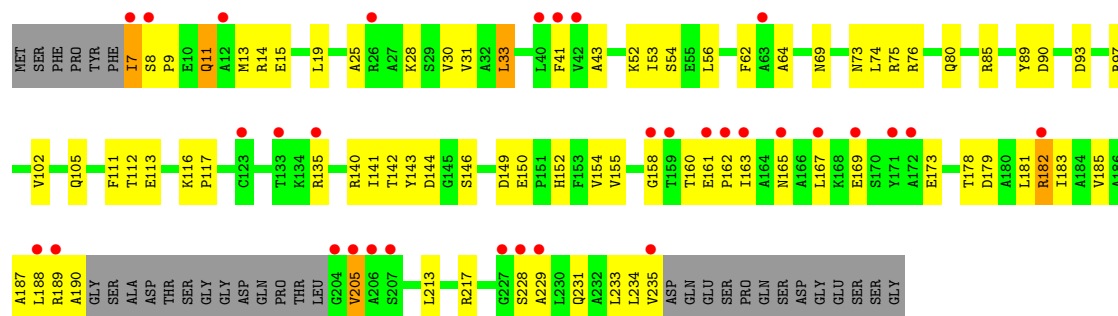 MET SER PHE PRO TYR PHE I7 S8 P9 E10 Q11 A12 M13 R14 E15 L19 A25 R26 A27 K28 S29 V30 V31 A32 L33 L40 F41 V42 A43 K52 I53 S54 E55 L56 F62 A63 A64 N69 N73 L74 R75 R76 Q80 R85 Y89 D90 D93 R97
V102 Q105 F111 T112 E113 K116 P117 C123 T133 K134 R135 R140 I141 T142 Y143 D144 G145 S146 D149 E150 P151 H152 F153 V154 V155 G158 T159 T160 E161 P162 I163 A164 N165 A166 L167 K168 E169 S170 Y171 A172 E173 T178 D179 A180 L181 R182 I183 A184 V185 A186
A187 L188 R189 A190 GLY SER ALA ASP THR SER GLY GLY ASP GLN PRO THR LEU G204 V205 A206 S207 L213 R217 G227 S228 A229 L230 Q231 A232 L233 L234 V235 ASP GLN GLU SER PRO GLN SER ASP GLY GLU SER SER GLY